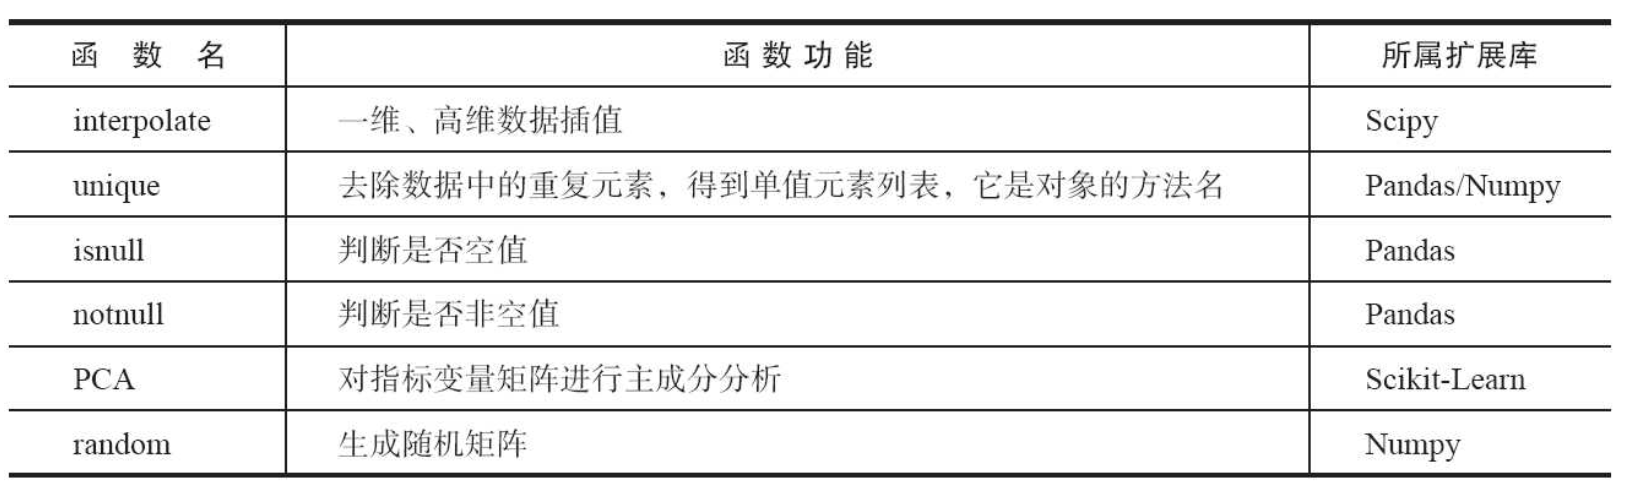 函 数 名 函 数 功 能 所属扩展库
interpolate 一维、高维数据插值 Scipy
unique 去除数据中的重复元素，得到单值元素列表，它是对象的方法名 Pandas/Numpy
isnull 判断是否空值 Pandas
notnull 判断是否非空值 Pandas
PCA 对指标变量矩阵进行主成分分析 Scikit-Learn
random 生成随机矩阵 Numpy